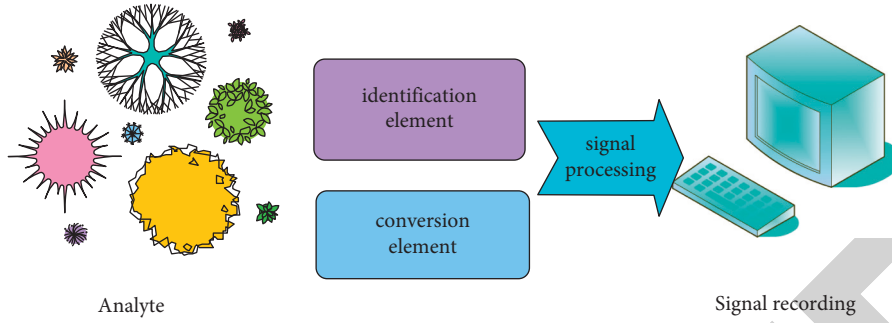 identification
element
conversion
element
signal
processing
Analyte
Signal recording